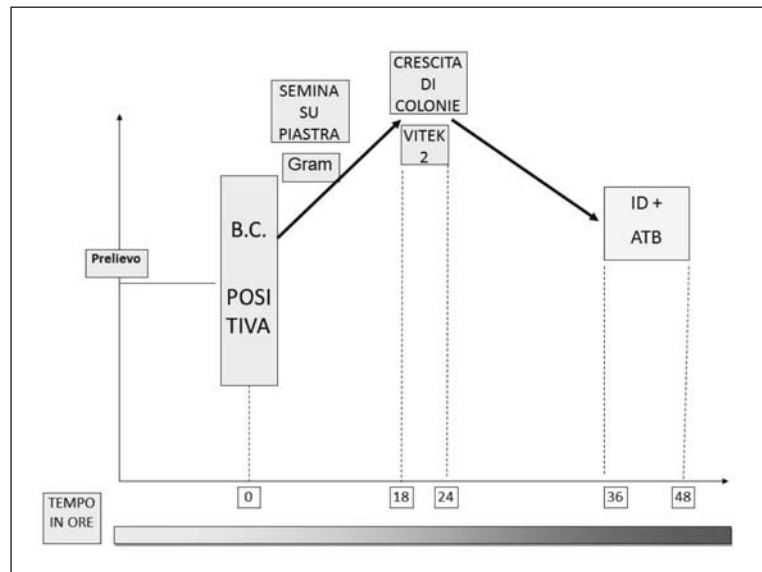 CRESCITA
DI
COLONIE
SEMINA
SU
PIASTRA
VITEK
2
Gram
B.C.
POSI
TIVA
ID +
ATB
Prelievo
0
18
24
36
48
TEMPO
IN ORE